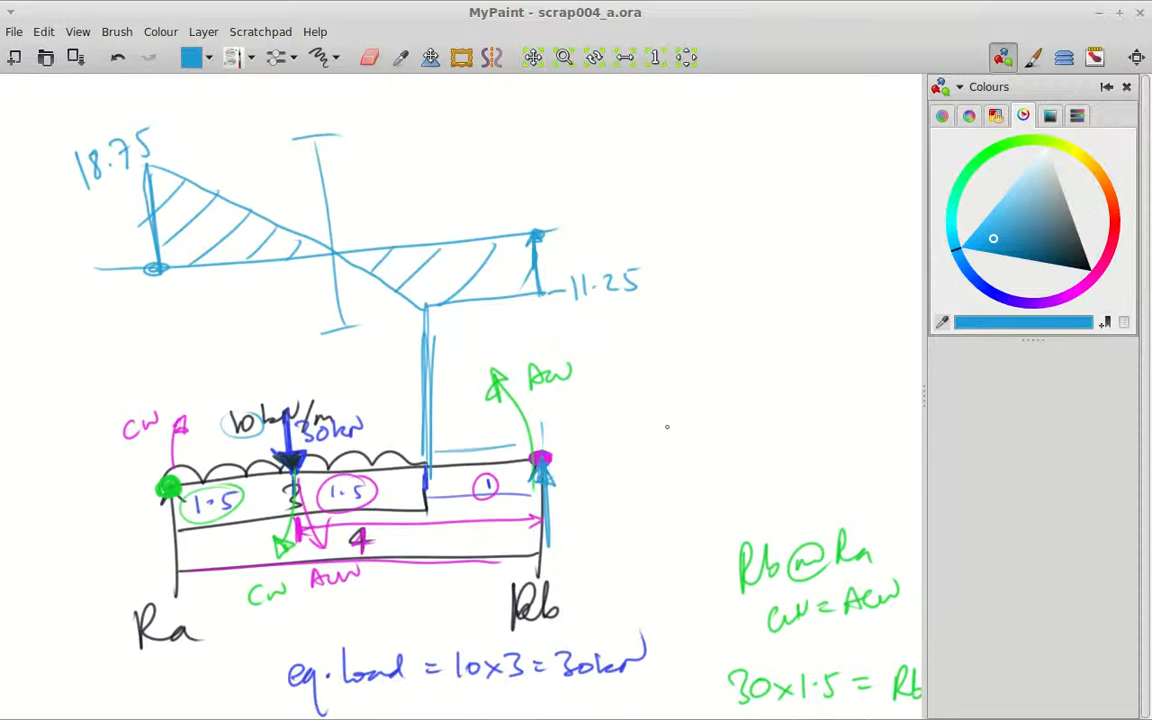 MyPaint - scrap004_a.ora
File Edit View Brush Colour Layer Scratchpad Help
Colours
18.75
-11.25
ACW
CW
10kN/m
30kN
1.5 3 1.5 1
4
CW ACW
Ra Rb
Rb@Ra
CW = ACW
eq. load = 10x3 = 30kN
30x1.5 = Rb